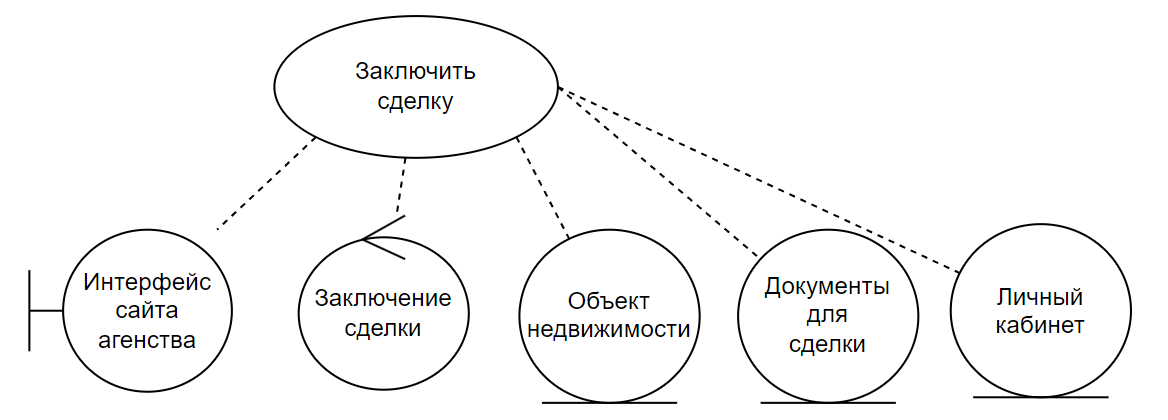 Заключить
сделку
Интерфейс
сайта
агенства
Заключение
сделки
Объект
недвижимости
Документы
для
сделки
Личный
кабинет